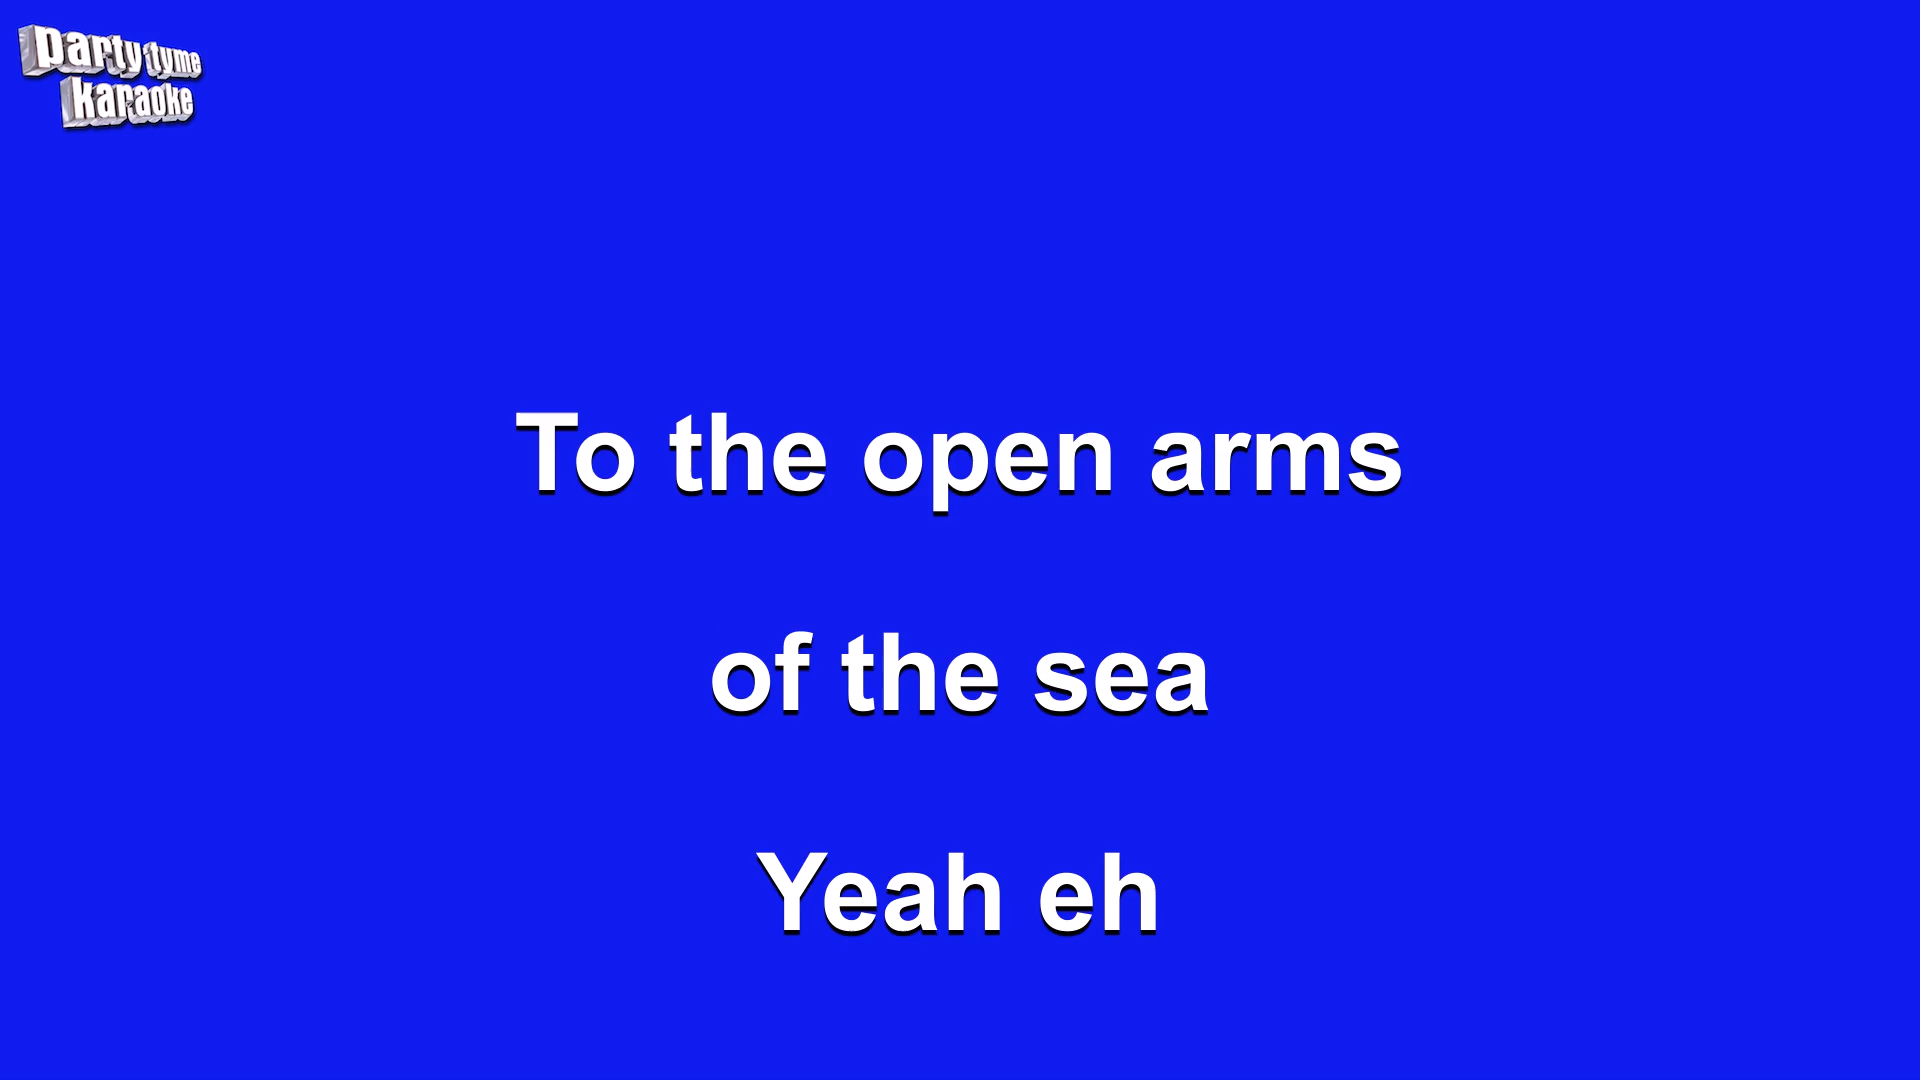 party tyme
karaoke
To the open arms
of the sea
Yeah eh